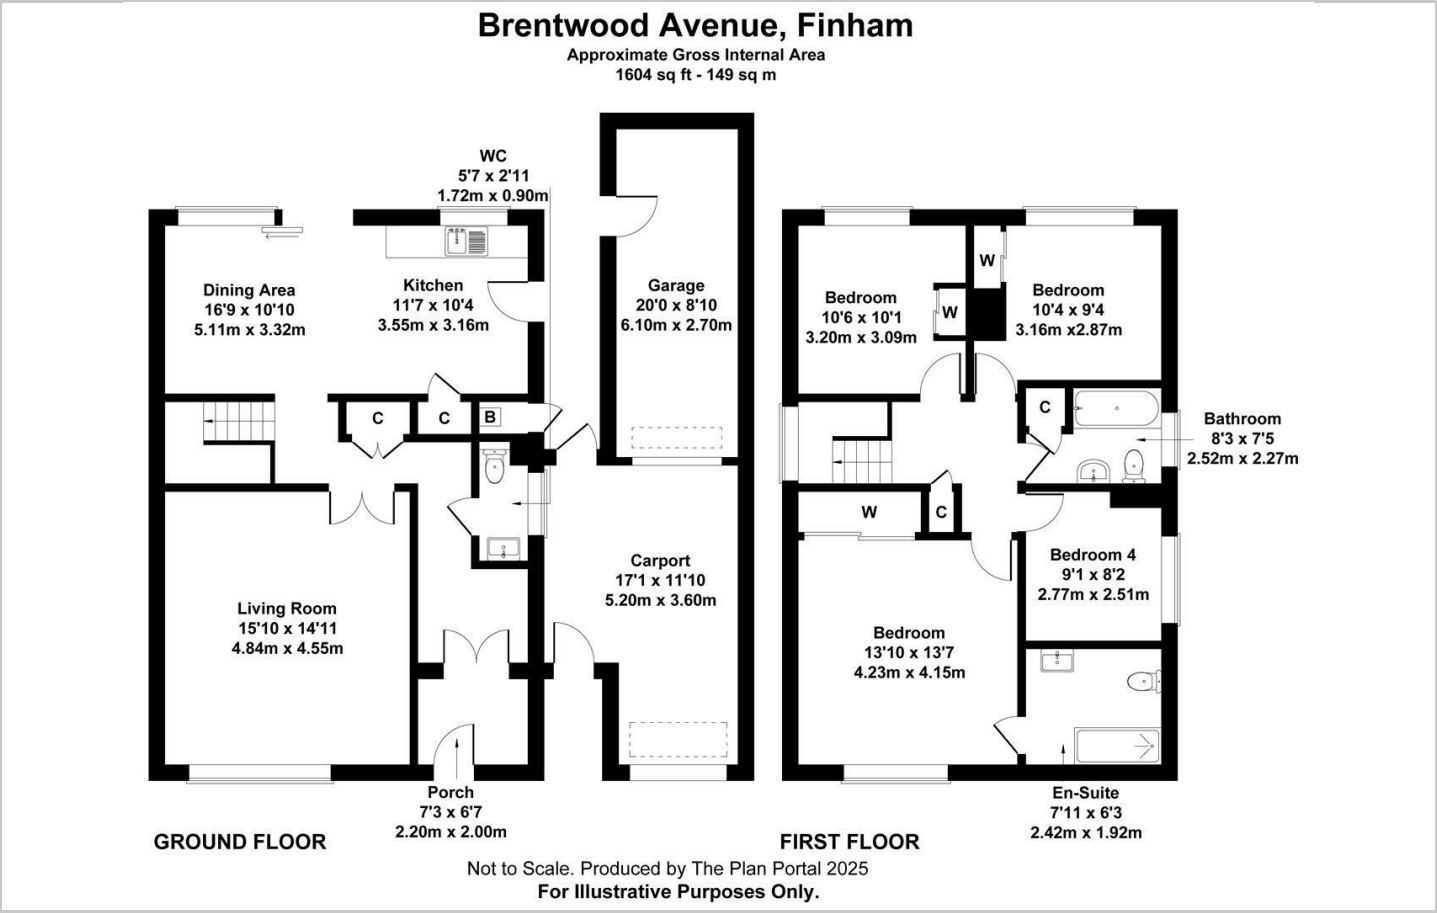 Brentwood Avenue, Finham
Approximate Gross Internal Area
1604 sq ft - 149 sq m
WC
5'7 x 2'11
1.72m x 0.90m
Dining Area
16'9 x 10'10
5.11m x 3.32m
Kitchen
11'7 x 10'4
3.55m x 3.16m
C
C
B
Living Room
15'10 x 14'11
4.84m x 4.55m
Porch
7'3 x 6'7
2.20m x 2.00m
Garage
20'0 x 8'10
6.10m x 2.70m
Carport
17'1 x 11'10
5.20m x 3.60m
GROUND FLOOR
Bedroom
10'6 x 10'1
3.20m x 3.09m
W
W
Bedroom
10'4 x 9'4
3.16m x2.87m
C
Bathroom
8'3 x 7'5
2.52m x 2.27m
W
C
Bedroom 4
9'1 x 8'2
2.77m x 2.51m
Bedroom
13'10 x 13'7
4.23m x 4.15m
En-Suite
7'11 x 6'3
2.42m x 1.92m
FIRST FLOOR
Not to Scale. Produced by The Plan Portal 2025
For Illustrative Purposes Only.